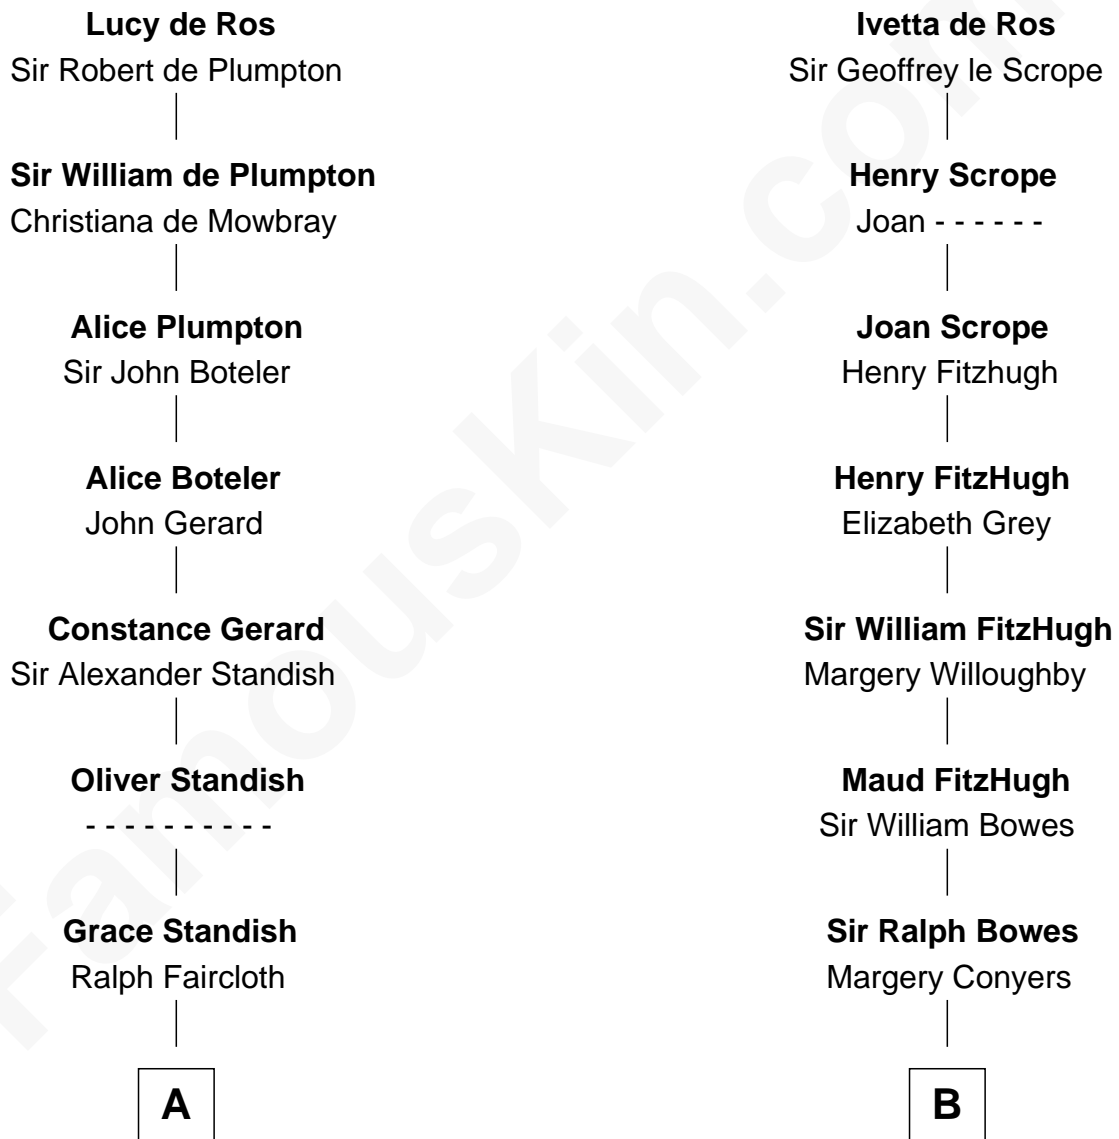 Lucy de Ros
Sir Robert de Plumpton
Sir William de Plumpton
Christiana de Mowbray
Alice Plumpton
Sir John Boteler
Alice Boteler
John Gerard
Constance Gerard
Sir Alexander Standish
Oliver Standish
- - - - - - - - - -
Grace Standish
Ralph Faircloth
A
Ivetta de Ros
Sir Geoffrey le Scrope
Henry Scrope
Joan - - - - - -
Joan Scrope
Henry Fitzhugh
Henry FitzHugh
Elizabeth Grey
Sir William FitzHugh
Margery Willoughby
Maud FitzHugh
Sir William Bowes
Sir Ralph Bowes
Margery Conyers
B
FamousKin.com